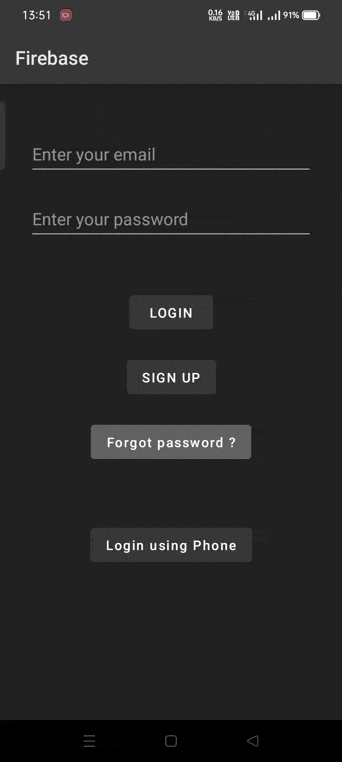 13:51 0.16 KB/S 4G 91%
Firebase
Enter your email
Enter your password
LOGIN
SIGN UP
Forgot password ?
Login using Phone